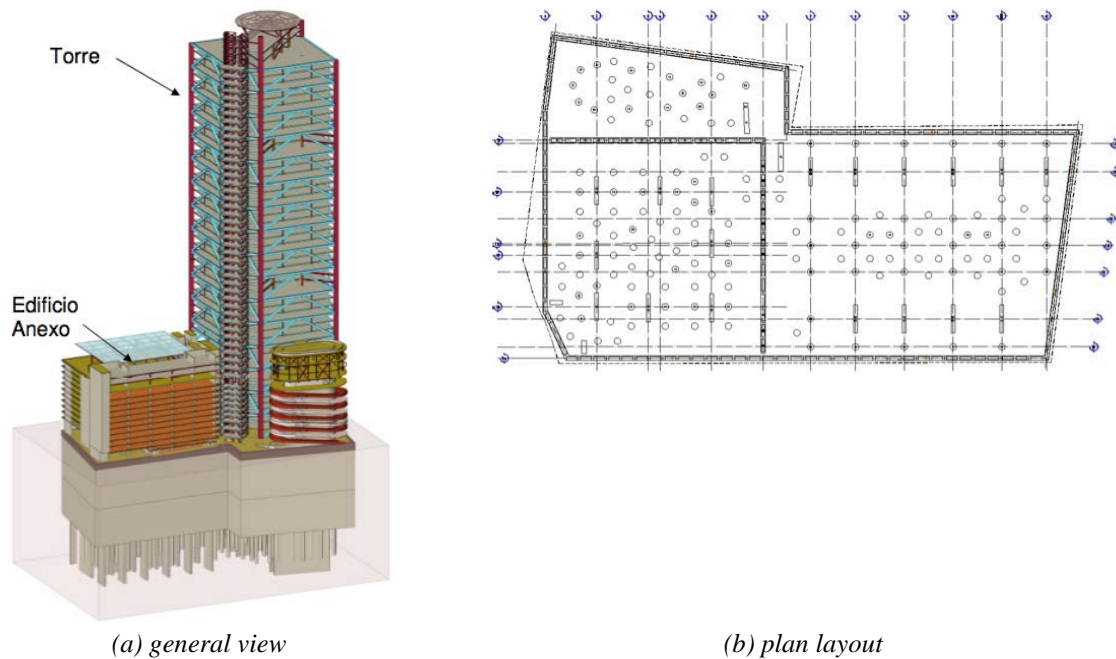 Torre
Edificio
Anexo
(a) general view
(b) plan layout